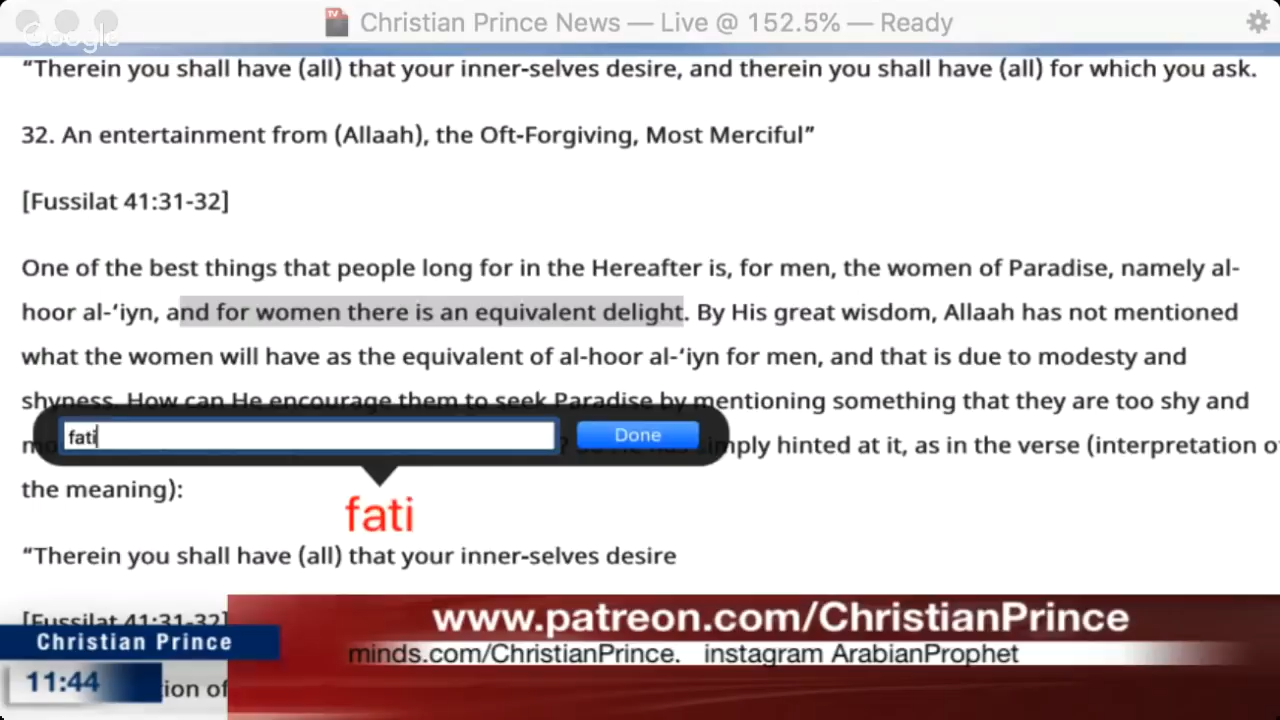 Christian Prince News — Live @ 152.5% — Ready
Google
“Therein you shall have (all) that your inner-selves desire, and therein you shall have (all) for which you ask.
32. An entertainment from (Allaah), the Oft-Forgiving, Most Merciful”
[Fussilat 41:31-32]
One of the best things that people long for in the Hereafter is, for men, the women of Paradise, namely al-
hoor al-‘iyn, and for women there is an equivalent delight. By His great wisdom, Allaah has not mentioned
what the women will have as the equivalent of al-hoor al-‘iyn for men, and that is due to modesty and
shyness. How can He encourage them to seek Paradise by mentioning something that they are too shy and
simply hinted at it, as in the verse (interpretation o
fati
Done
the meaning):
fati
“Therein you shall have (all) that your inner-selves desire
[Fussilat 41:31-32]
www.patreon.com/ChristianPrince
Christian Prince
minds.com/ChristianPrince. instagram ArabianProphet
11:44
of